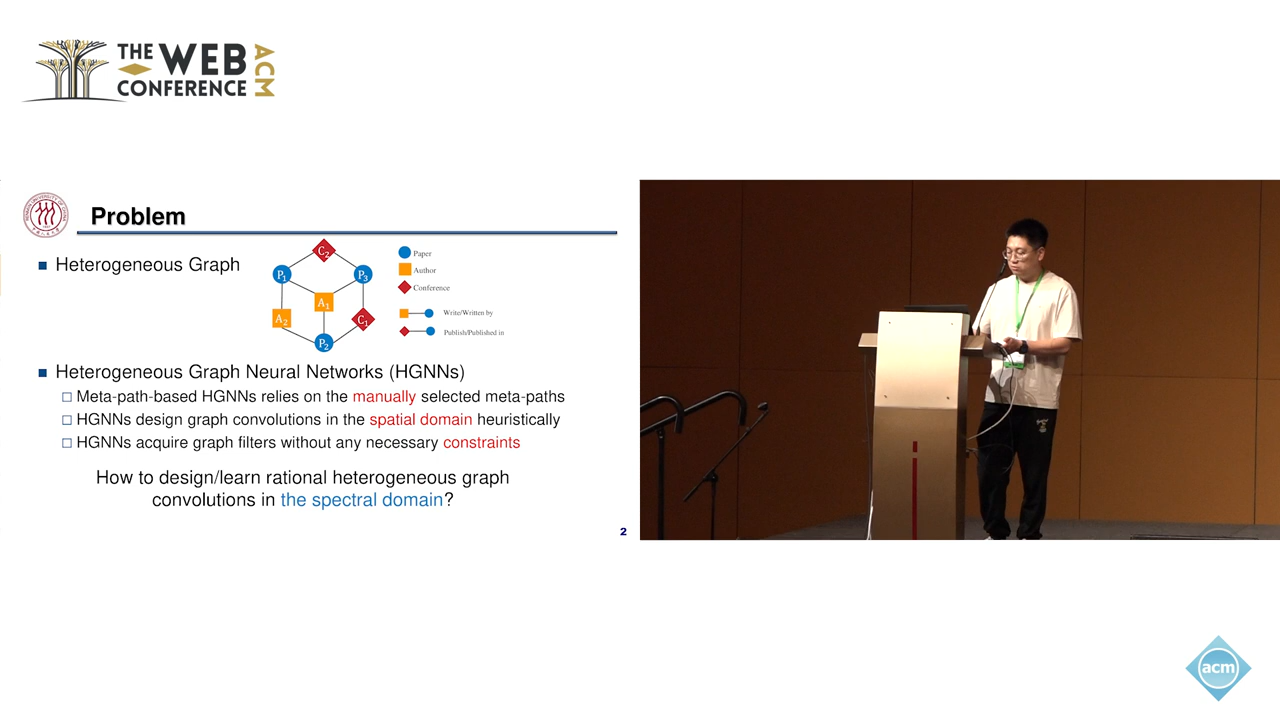 THE WEB
CONFERENCE
ACM
Problem
Heterogeneous Graph
C2
P1
P3
A1
A2
C1
P2
Paper
Author
Conference
Write/Written by
Publish/Published in
Heterogeneous Graph Neural Networks (HGNNs)
Meta-path-based HGNNs relies on the manually selected meta-paths
HGNNs design graph convolutions in the spatial domain heuristically
HGNNs acquire graph filters without any necessary constraints
How to design/learn rational heterogeneous graph
convolutions in the spectral domain?
2
acm